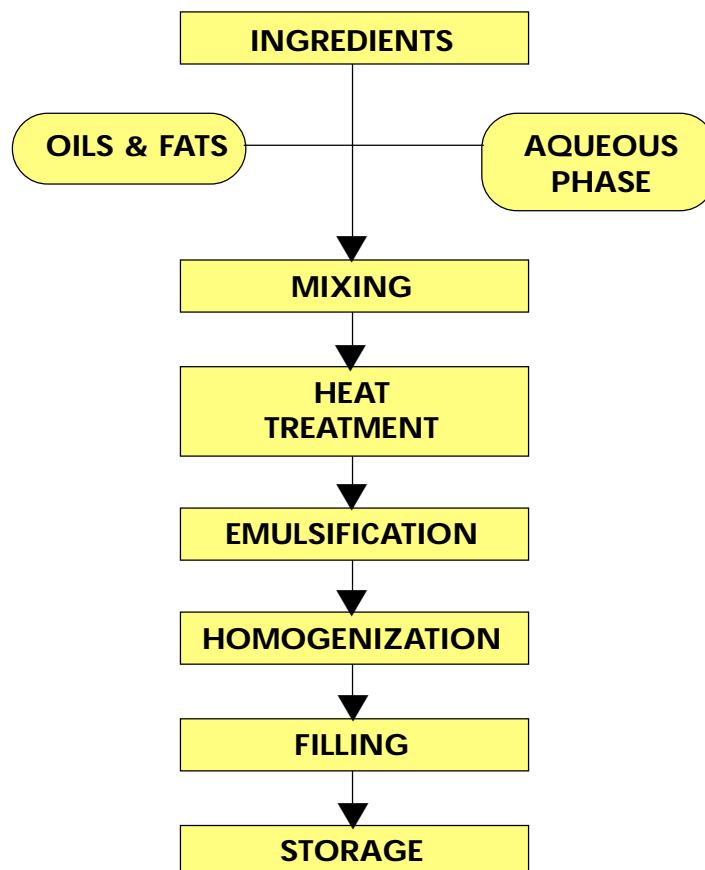 INGREDIENTS
OILS & FATS
AQUEOUS
PHASE
MIXING
HEAT
TREATMENT
EMULSIFICATION
HOMOGENIZATION
FILLING
STORAGE